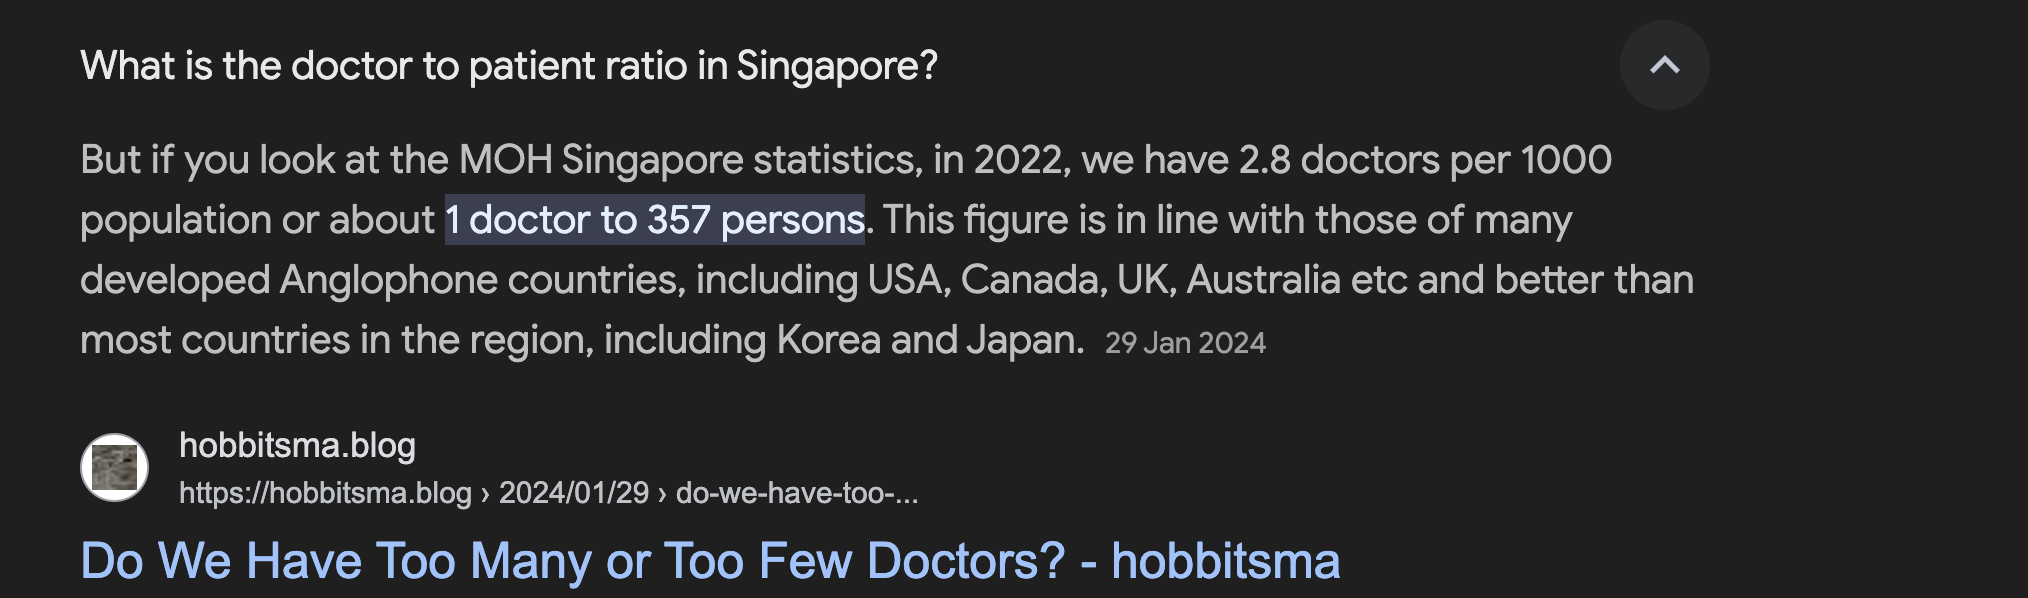 What is the doctor to patient ratio in Singapore?
But if you look at the MOH Singapore statistics, in 2022, we have 2.8 doctors per 1000
population or about 1 doctor to 357 persons. This figure is in line with those of many
developed Anglophone countries, including USA, Canada, UK, Australia etc and better than
most countries in the region, including Korea and Japan. 29 Jan 2024
hobbitsma.blog
https://hobbitsma.blog › 2024/01/29 › do-we-have-too-...
Do We Have Too Many or Too Few Doctors? - hobbitsma